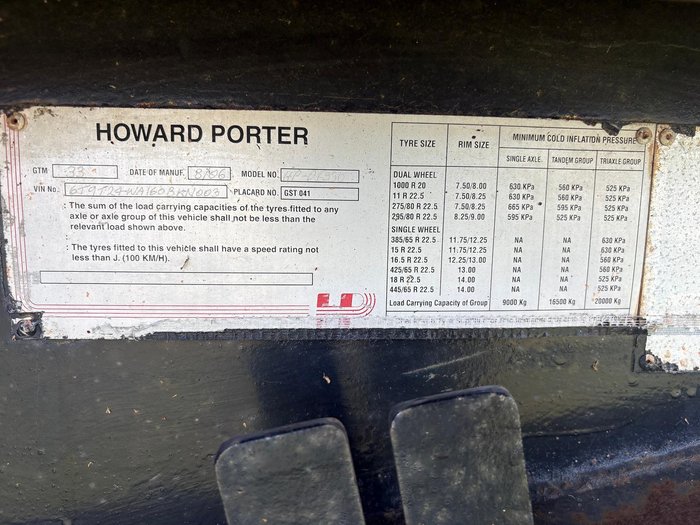 HOWARD PORTER
GTM 33 DATE OF MANUF. 8/96 MODEL NO.
VIN No. PLACARD NO. GST 041
: The sum of the load carrying capacities of the tyres fitted to any
axle or axle group of this vehicle shall not be less than the
relevant load shown above.
: The tyres fitted to this vehicle shall have a speed rating not
less than J. (100 KM/H).
TYRE SIZE RIM SIZE MINIMUM COLD INFLATION PRESSURE
SINGLE AXLE. TANDEM GROUP TRIAXLE GROUP
DUAL WHEEL
1000 R 20 7.50/8.00 630 KPa 560 KPa 525 KPa
11 R 22.5 7.50/8.25 630 KPa 560 KPa 525 KPa
275/80 R 22.5 7.50/8.25 665 KPa 595 KPa 525 KPa
295/80 R 22.5 8.25/9.00 595 KPa 525 KPa 525 KPa
SINGLE WHEEL
385/65 R 22.5 11.75/12.25 NA NA 630 KPa
15 R 22.5 11.75/12.25 NA NA 630 KPa
16.5 R 22.5 12.25/13.00 NA NA 560 KPa
425/65 R 22.5 13.00 NA NA 560 KPa
18 R 22.5 14.00 NA NA 525 KPa
445/65 R 22.5 14.00 NA NA 525 KPa
Load Carrying Capacity of Group 9000 Kg 16500 Kg 20000 Kg